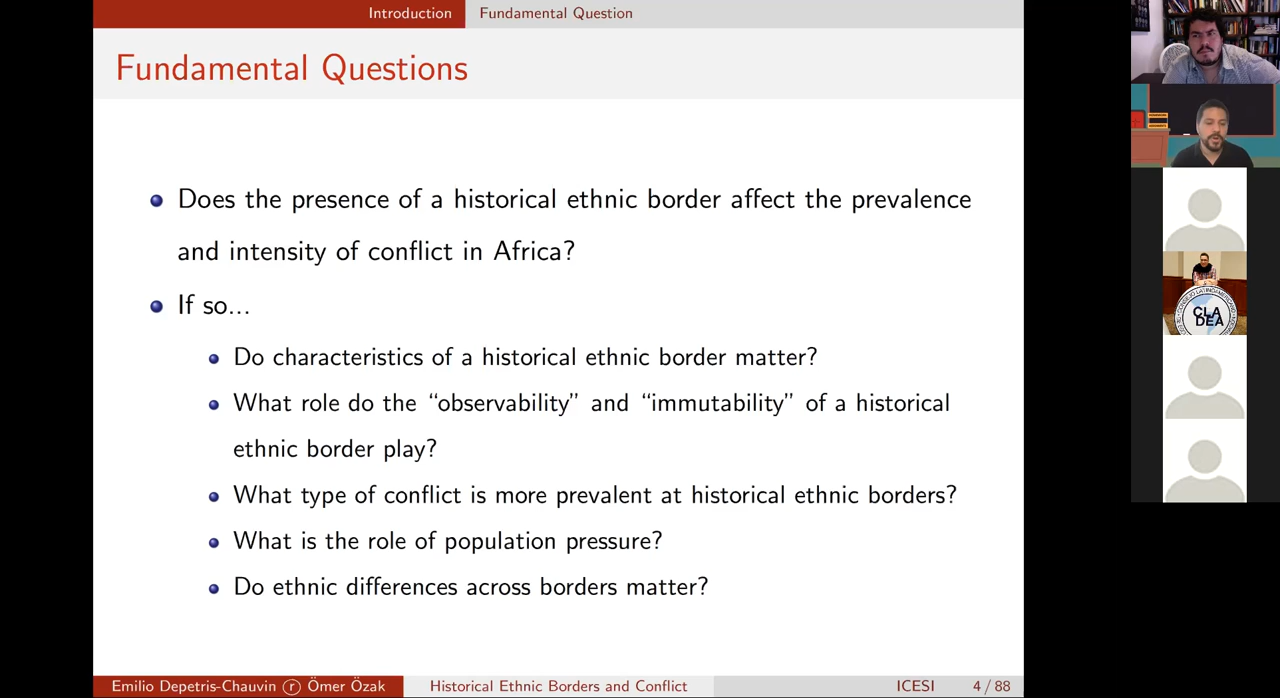 Introduction Fundamental Question
Fundamental Questions
Does the presence of a historical ethnic border affect the prevalence
and intensity of conflict in Africa?
If so...
Do characteristics of a historical ethnic border matter?
What role do the “observability” and “immutability” of a historical
ethnic border play?
What type of conflict is more prevalent at historical ethnic borders?
What is the role of population pressure?
Do ethnic differences across borders matter?
Emilio Depetris-Chauvin ⓡ Ömer Özak Historical Ethnic Borders and Conflict ICESI 4 / 88
CLA
DEA